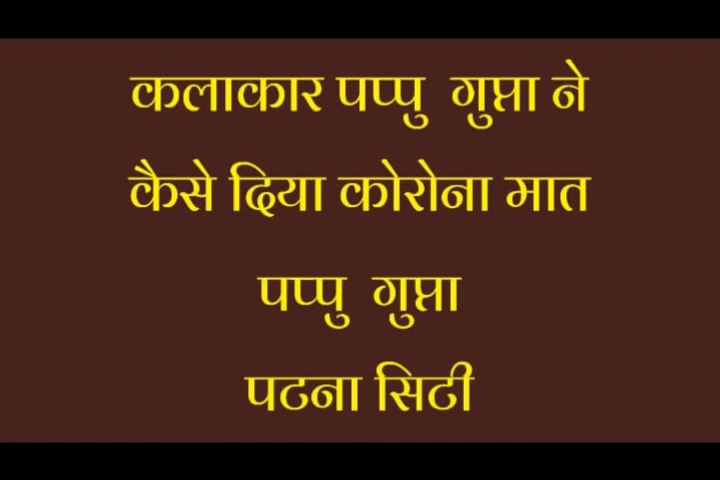 कलाकार पप्पु गुप्ता ने
कैसे दिया कोरोना मात
पप्पु गुप्ता
पटना सिटी